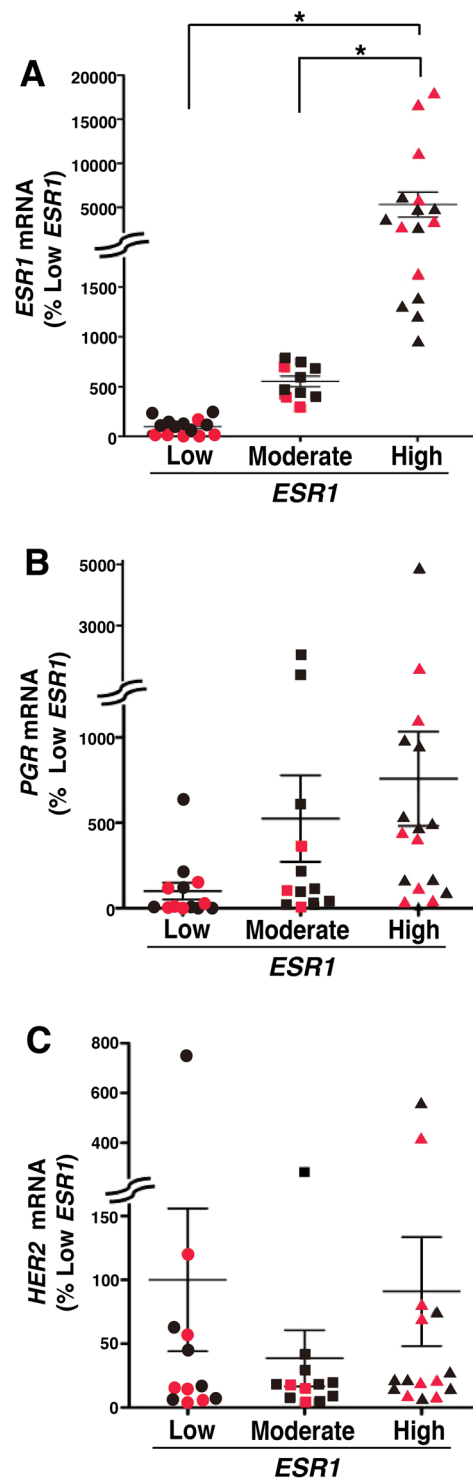 *
*
A
20000
15000
10000
5000
1500
1000
500
0
ESR1 mRNA
(% Low ESR1)
Low Moderate High
ESR1
B
5000
3000
1000
500
0
PGR mRNA
(% Low ESR1)
Low Moderate High
ESR1
C
800
600
400
150
100
50
0
HER2 mRNA
(% Low ESR1)
Low Moderate High
ESR1